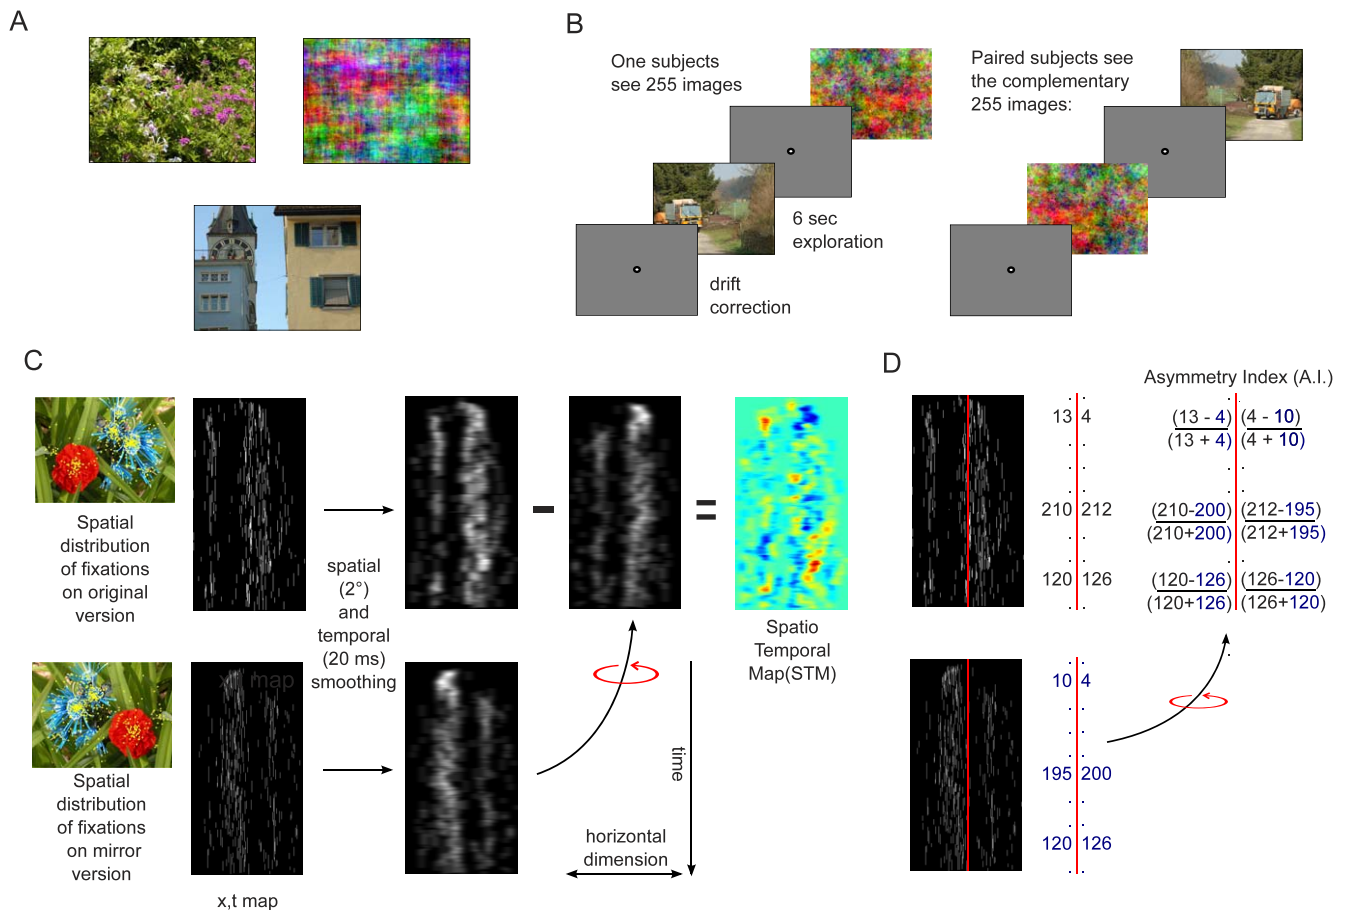 A
B
One subjects
see 255 images
Paired subjects see
the complementary
255 images:
6 sec
exploration
drift
correction
C
Spatial
distribution
of fixations
on original
version
spatial
(2°)
and
temporal
(20 ms)
smoothing
Spatio
Temporal
Map(STM)
x, map
Spatial
distribution
of fixations
on mirror
version
time
horizontal
dimension
x,t map
D
Asymmetry Index (A.I.)
13 4
(13 - 4) (4 - 10)
(13 + 4) (4 + 10)
210 212
(210-200) (212-195)
(210+200) (212+195)
120 126
(120-126) (126-120)
(120+126) (126+120)
10 4
195 200
120 126